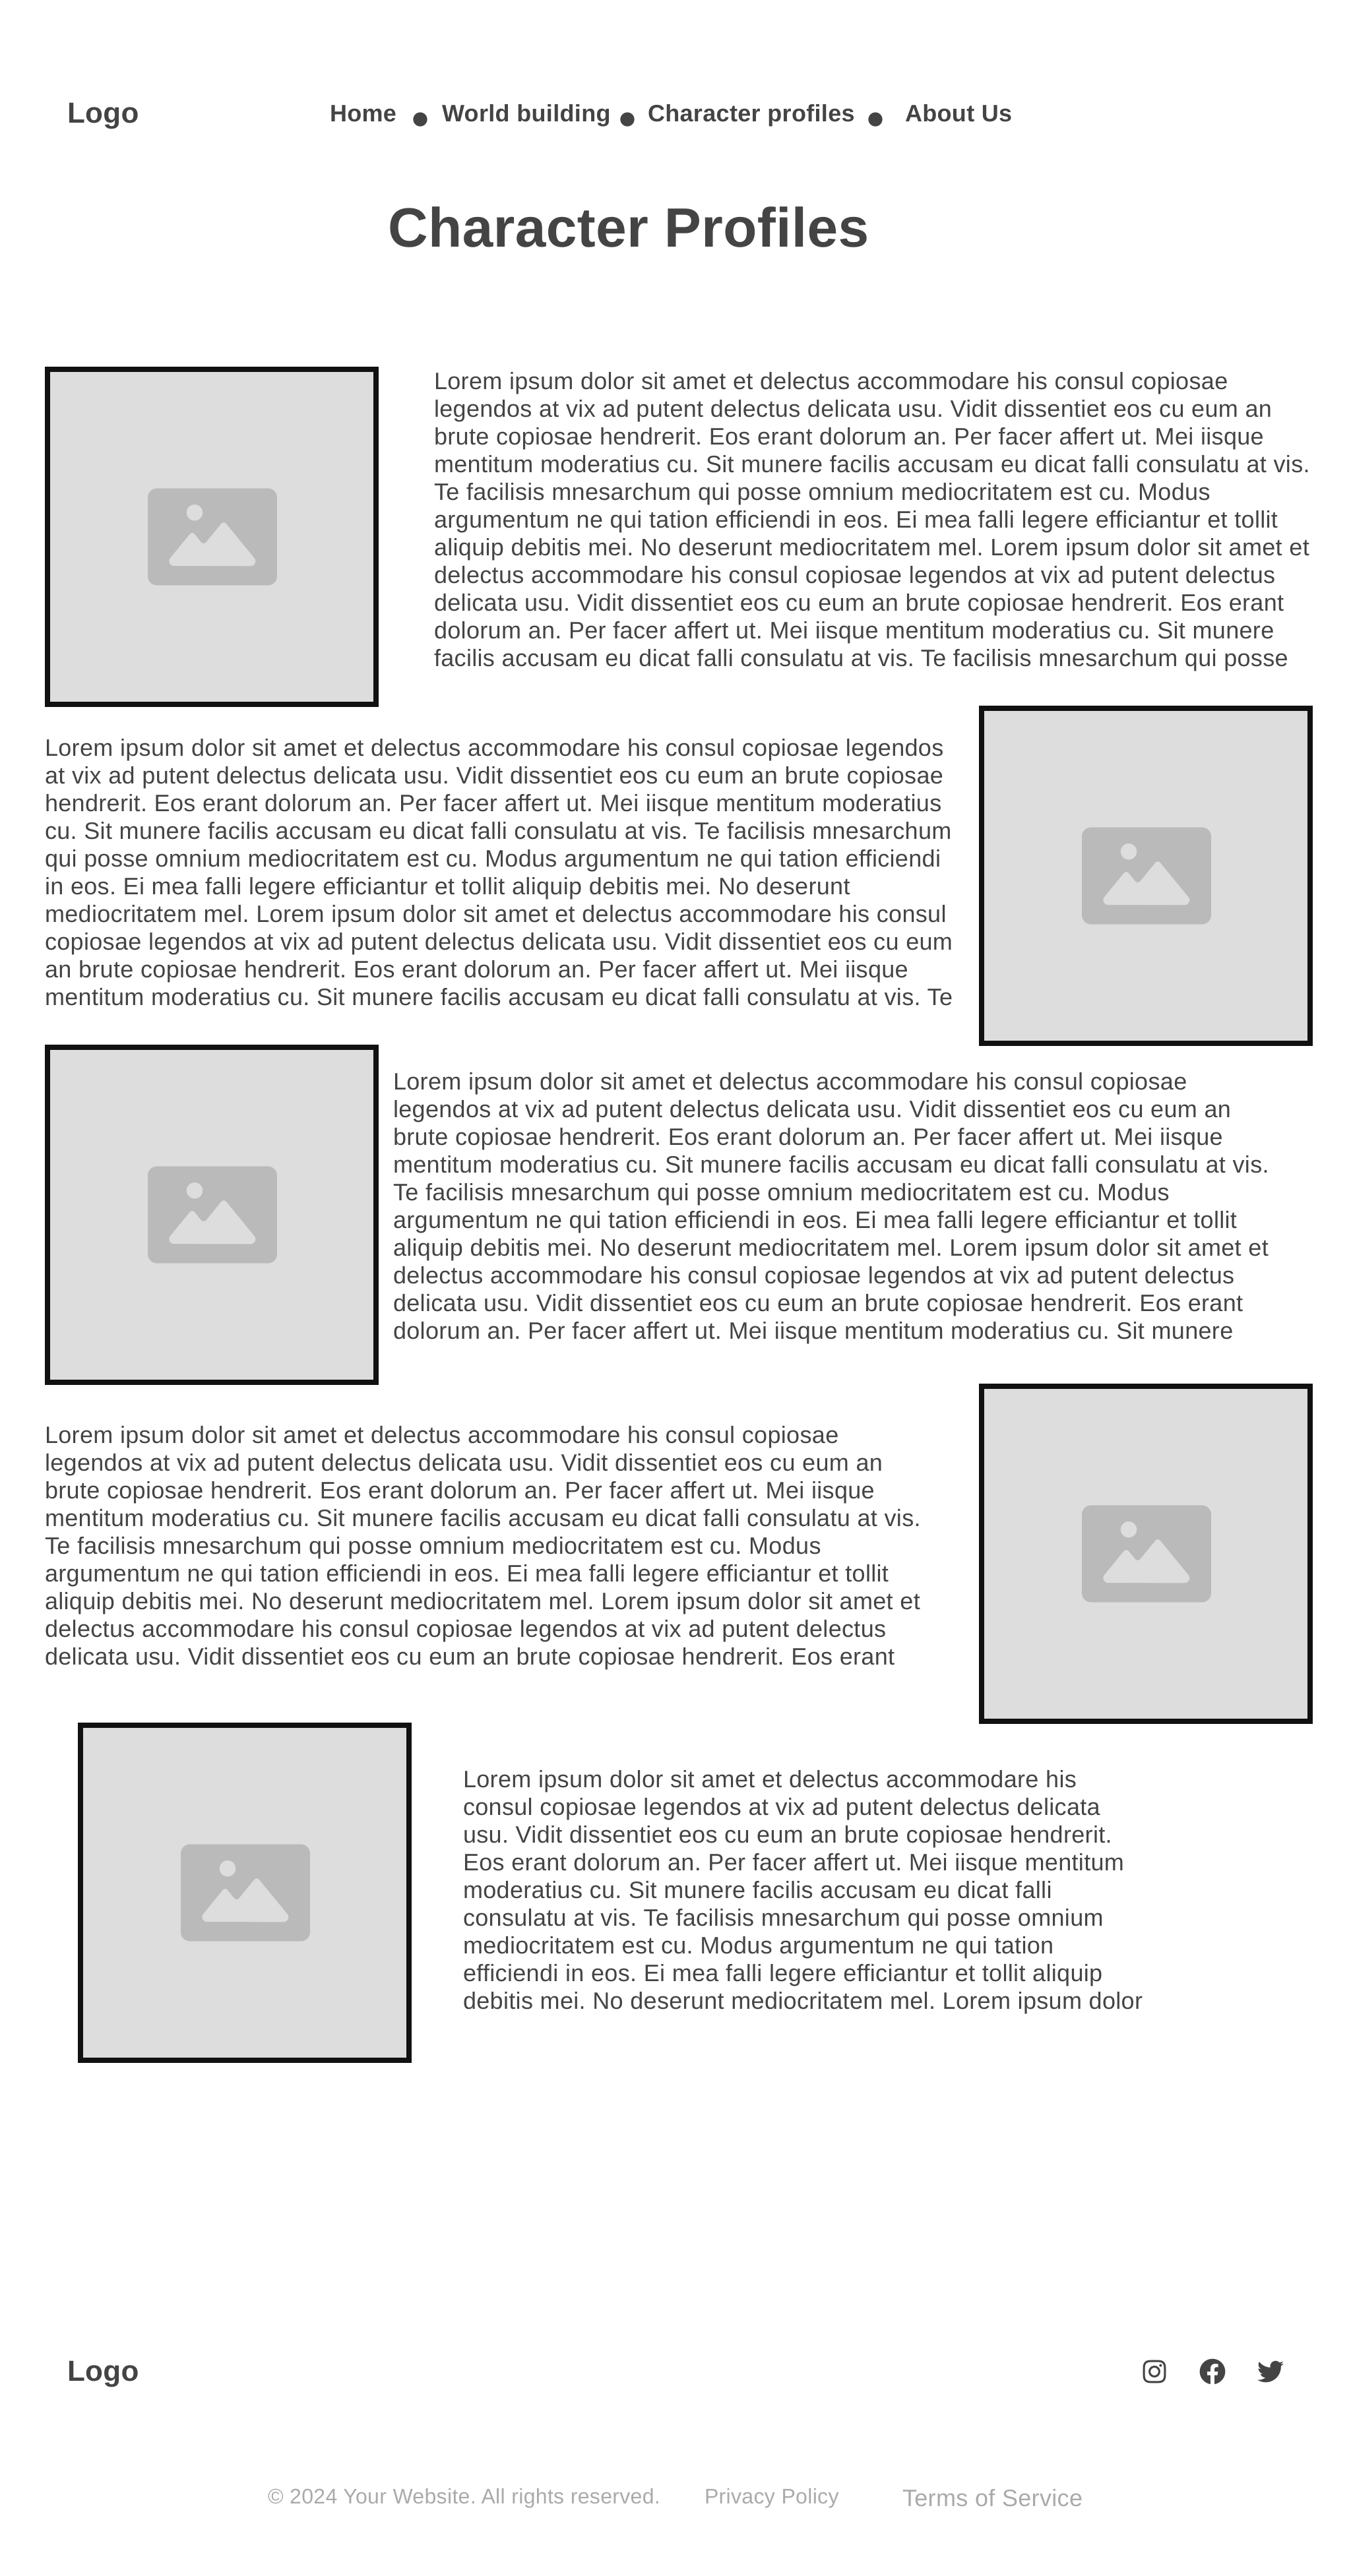 Logo
Home ● World building ● Character profiles ● About Us
Character Profiles
Lorem ipsum dolor sit amet et delectus accommodare his consul copiosae
legendos at vix ad putent delectus delicata usu. Vidit dissentiet eos cu eum an
brute copiosae hendrerit. Eos erant dolorum an. Per facer affert ut. Mei iisque
mentitum moderatius cu. Sit munere facilis accusam eu dicat falli consulatu at vis.
Te facilisis mnesarchum qui posse omnium mediocritatem est cu. Modus
argumentum ne qui tation efficiendi in eos. Ei mea falli legere efficiantur et tollit
aliquip debitis mei. No deserunt mediocritatem mel. Lorem ipsum dolor sit amet et
delectus accommodare his consul copiosae legendos at vix ad putent delectus
delicata usu. Vidit dissentiet eos cu eum an brute copiosae hendrerit. Eos erant
dolorum an. Per facer affert ut. Mei iisque mentitum moderatius cu. Sit munere
facilis accusam eu dicat falli consulatu at vis. Te facilisis mnesarchum qui posse
Lorem ipsum dolor sit amet et delectus accommodare his consul copiosae legendos
at vix ad putent delectus delicata usu. Vidit dissentiet eos cu eum an brute copiosae
hendrerit. Eos erant dolorum an. Per facer affert ut. Mei iisque mentitum moderatius
cu. Sit munere facilis accusam eu dicat falli consulatu at vis. Te facilisis mnesarchum
qui posse omnium mediocritatem est cu. Modus argumentum ne qui tation efficiendi
in eos. Ei mea falli legere efficiantur et tollit aliquip debitis mei. No deserunt
mediocritatem mel. Lorem ipsum dolor sit amet et delectus accommodare his consul
copiosae legendos at vix ad putent delectus delicata usu. Vidit dissentiet eos cu eum
an brute copiosae hendrerit. Eos erant dolorum an. Per facer affert ut. Mei iisque
mentitum moderatius cu. Sit munere facilis accusam eu dicat falli consulatu at vis. Te
Lorem ipsum dolor sit amet et delectus accommodare his consul copiosae
legendos at vix ad putent delectus delicata usu. Vidit dissentiet eos cu eum an
brute copiosae hendrerit. Eos erant dolorum an. Per facer affert ut. Mei iisque
mentitum moderatius cu. Sit munere facilis accusam eu dicat falli consulatu at vis.
Te facilisis mnesarchum qui posse omnium mediocritatem est cu. Modus
argumentum ne qui tation efficiendi in eos. Ei mea falli legere efficiantur et tollit
aliquip debitis mei. No deserunt mediocritatem mel. Lorem ipsum dolor sit amet et
delectus accommodare his consul copiosae legendos at vix ad putent delectus
delicata usu. Vidit dissentiet eos cu eum an brute copiosae hendrerit. Eos erant
dolorum an. Per facer affert ut. Mei iisque mentitum moderatius cu. Sit munere
Lorem ipsum dolor sit amet et delectus accommodare his consul copiosae
legendos at vix ad putent delectus delicata usu. Vidit dissentiet eos cu eum an
brute copiosae hendrerit. Eos erant dolorum an. Per facer affert ut. Mei iisque
mentitum moderatius cu. Sit munere facilis accusam eu dicat falli consulatu at vis.
Te facilisis mnesarchum qui posse omnium mediocritatem est cu. Modus
argumentum ne qui tation efficiendi in eos. Ei mea falli legere efficiantur et tollit
aliquip debitis mei. No deserunt mediocritatem mel. Lorem ipsum dolor sit amet et
delectus accommodare his consul copiosae legendos at vix ad putent delectus
delicata usu. Vidit dissentiet eos cu eum an brute copiosae hendrerit. Eos erant
Lorem ipsum dolor sit amet et delectus accommodare his
consul copiosae legendos at vix ad putent delectus delicata
usu. Vidit dissentiet eos cu eum an brute copiosae hendrerit.
Eos erant dolorum an. Per facer affert ut. Mei iisque mentitum
moderatius cu. Sit munere facilis accusam eu dicat falli
consulatu at vis. Te facilisis mnesarchum qui posse omnium
mediocritatem est cu. Modus argumentum ne qui tation
efficiendi in eos. Ei mea falli legere efficiantur et tollit aliquip
debitis mei. No deserunt mediocritatem mel. Lorem ipsum dolor
Logo
© 2024 Your Website. All rights reserved. Privacy Policy Terms of Service